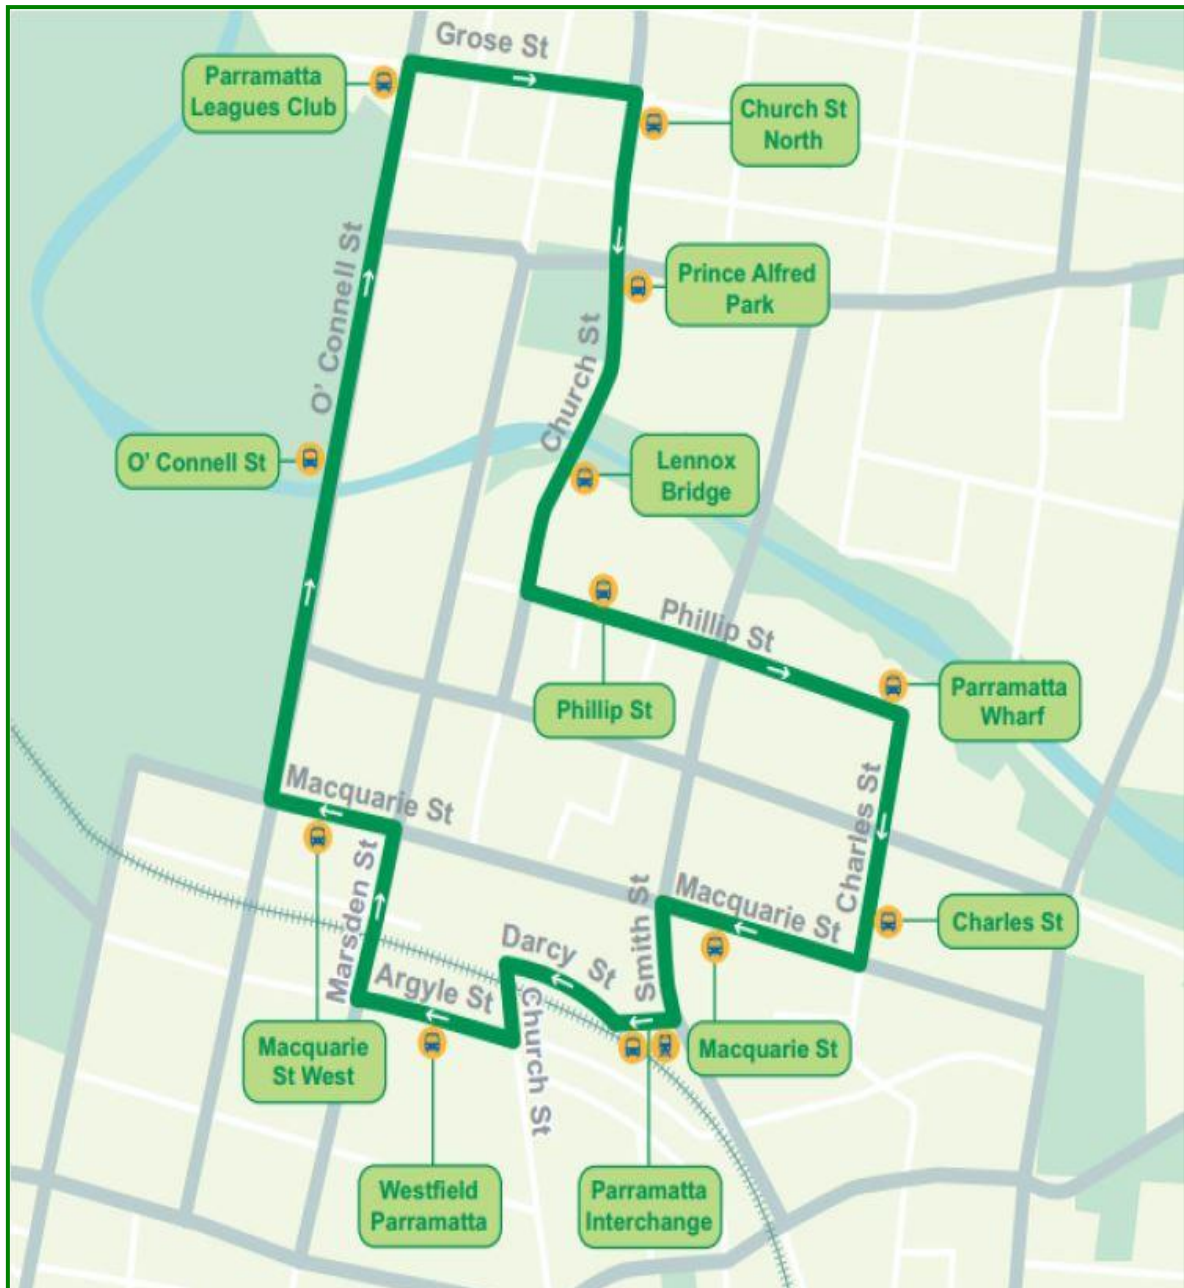 Grose St
Parramatta
Leagues Club
Church St
North
O' Connell St
Prince Alfred
Park
Church St
O' Connell St
Lennox
Bridge
Phillip St
Phillip St
Parramatta
Wharf
Macquarie St
Charles St
Marsden St
Smith St
Macquarie St
Charles St
Darcy St
Argyle St
Church St
Macquarie
St West
Macquarie St
Westfield
Parramatta
Parramatta
Interchange